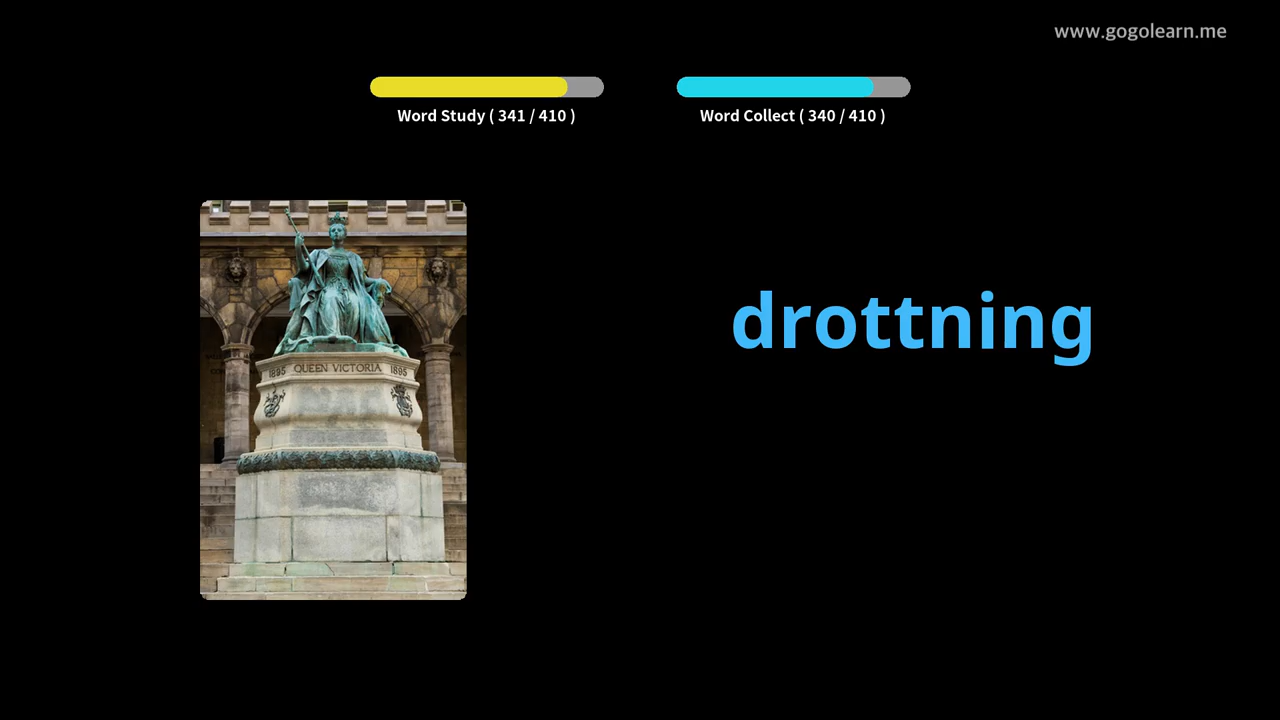 www.gogolearn.me
Word Study ( 341 / 410 )
Word Collect ( 340 / 410 )
drottning
1895 QUEEN VICTORIA 1895